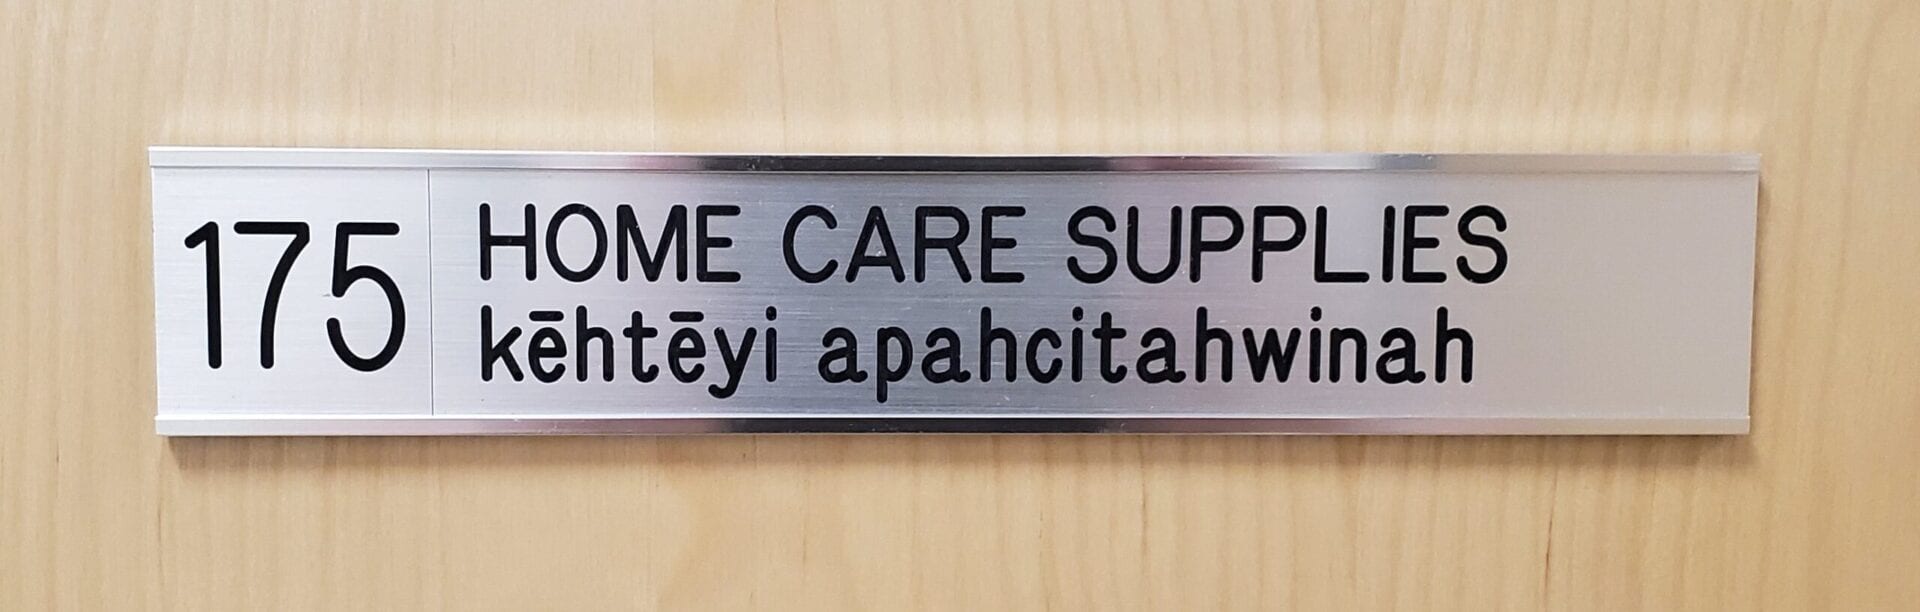 175
HOME CARE SUPPLIES
kēhtēyi apahcitahwinah